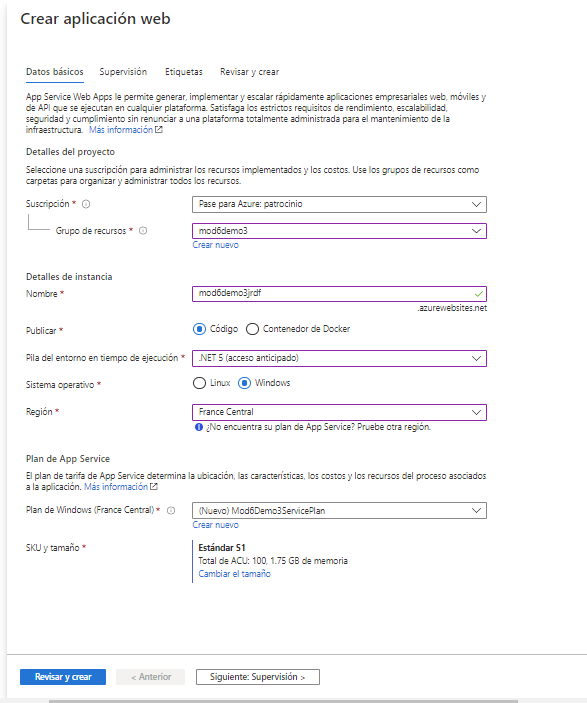 Crear aplicación web
Datos básicos Supervisión Etiquetas Revisar y crear
App Service Web Apps le permite generar, implementar y escalar rápidamente aplicaciones empresariales web, móviles y
de API que se ejecutan en cualquier plataforma. Satisfaga los estrictos requisitos de rendimiento, escalabilidad,
seguridad y cumplimiento sin renunciar a una plataforma totalmente administrada para el mantenimiento de la
infraestructura. Más información
Detalles del proyecto
Seleccione una suscripción para administrar los recursos implementados y los costos. Use los grupos de recursos como
carpetas para organizar y administrar todos los recursos.
Suscripción * Pase para Azure: patrocinio
Grupo de recursos * mod6demo3
Crear nuevo
Detalles de instancia
Nombre * mod6demo3jrdf
.azurewebsites.net
Publicar * Código Contenedor de Docker
Pila del entorno en tiempo de ejecución * .NET 5 (acceso anticipado)
Sistema operativo * Linux Windows
Región * France Central
¿No encuentra su plan de App Service? Pruebe otra región.
Plan de App Service
El plan de tarifa de App Service determina la ubicación, las características, los costos y los recursos del proceso asociados
a la aplicación. Más información
Plan de Windows (France Central) * (Nuevo) Mod6Demo3ServicePlan
Crear nuevo
SKU y tamaño * Estándar S1
Total de ACU: 100, 1.75 GB de memoria
Cambiar el tamaño
Revisar y crear < Anterior Siguiente: Supervisión >